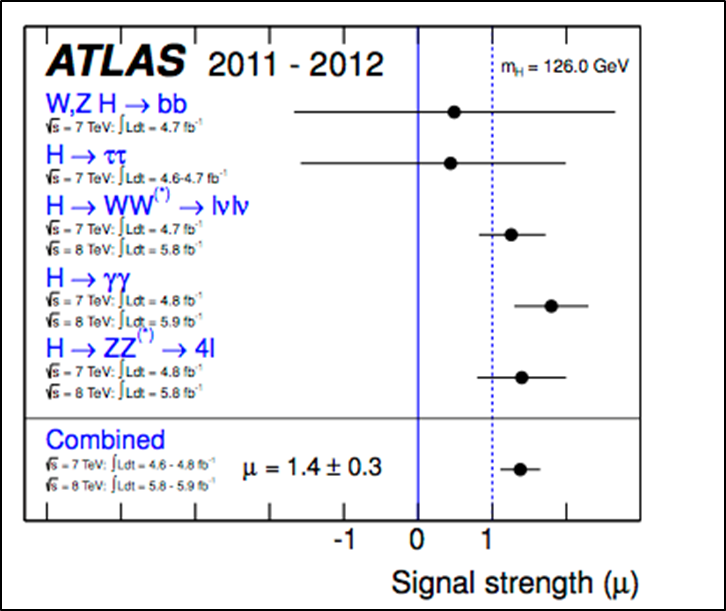 ATLAS 2011 - 2012
m_H = 126.0 GeV
W,Z H → bb
√s = 7 TeV: ∫Ldt = 4.7 fb⁻¹
H → ττ
√s = 7 TeV: ∫Ldt = 4.6-4.7 fb⁻¹
H → WW⁽*⁾ → lνlν
√s = 7 TeV: ∫Ldt = 4.7 fb⁻¹
√s = 8 TeV: ∫Ldt = 5.8 fb⁻¹
H → γγ
√s = 7 TeV: ∫Ldt = 4.8 fb⁻¹
√s = 8 TeV: ∫Ldt = 5.9 fb⁻¹
H → ZZ⁽*⁾ → 4l
√s = 7 TeV: ∫Ldt = 4.8 fb⁻¹
√s = 8 TeV: ∫Ldt = 5.8 fb⁻¹
Combined
√s = 7 TeV: ∫Ldt = 4.6 - 4.8 fb⁻¹
√s = 8 TeV: ∫Ldt = 5.8 - 5.9 fb⁻¹
μ = 1.4 ± 0.3
-1 0 1
Signal strength (μ)